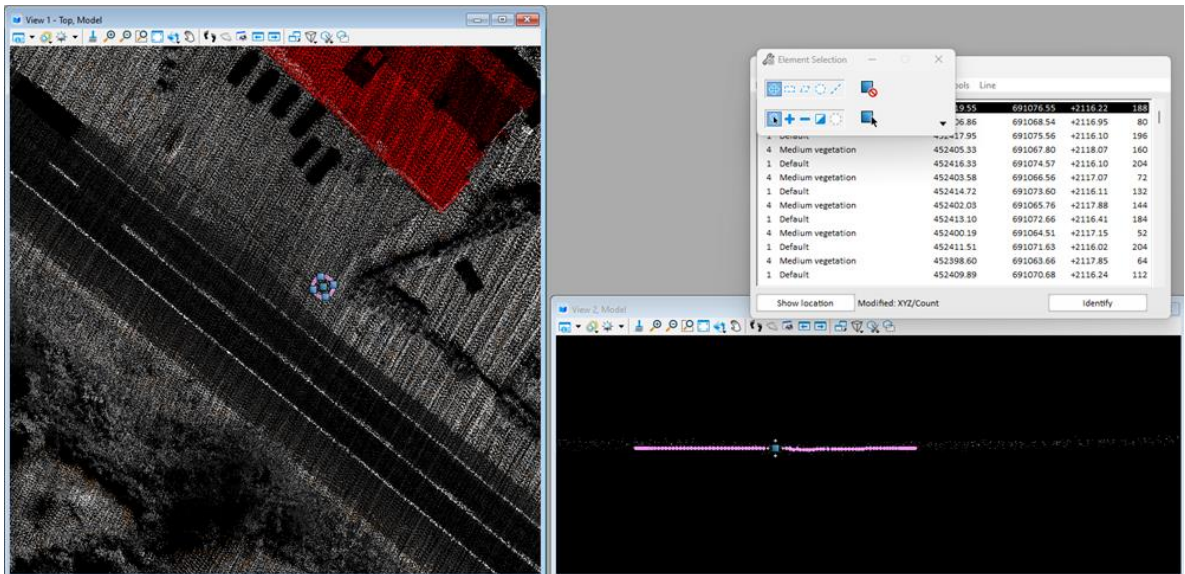 View 1 - Top, Model
Element Selection
ools Line
19.55 691076.55 +2116.22 188
06.86 691068.54 +2116.95 80
1 Default 452417.95 691075.56 +2116.10 196
4 Medium vegetation 452405.33 691067.80 +2118.07 160
1 Default 452416.33 691074.57 +2116.10 204
4 Medium vegetation 452403.58 691066.56 +2117.07 72
1 Default 452414.72 691073.60 +2116.11 132
4 Medium vegetation 452402.03 691065.76 +2117.88 144
1 Default 452413.10 691072.66 +2116.41 184
4 Medium vegetation 452400.19 691064.51 +2117.15 52
1 Default 452411.51 691071.63 +2116.02 204
4 Medium vegetation 452398.60 691063.66 +2117.85 64
1 Default 452409.89 691070.68 +2116.24 112
Show location Modified: XYZ/Count Identify
View 2, Model